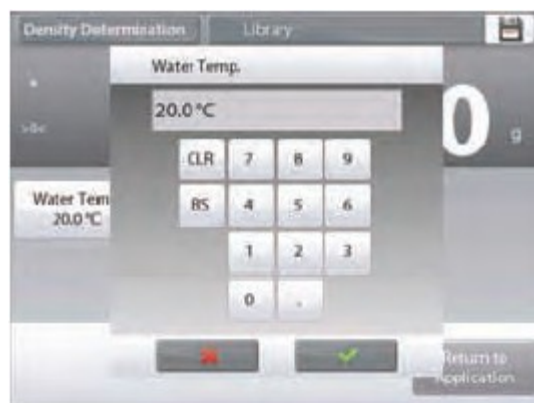 Density Determination Library
Water Temp.
20.0 °C
0 g
>0<
CLR 7 8 9
Water Tem
20.0 °C
BS 4 5 6
1 2 3
0 .
Return to
Application